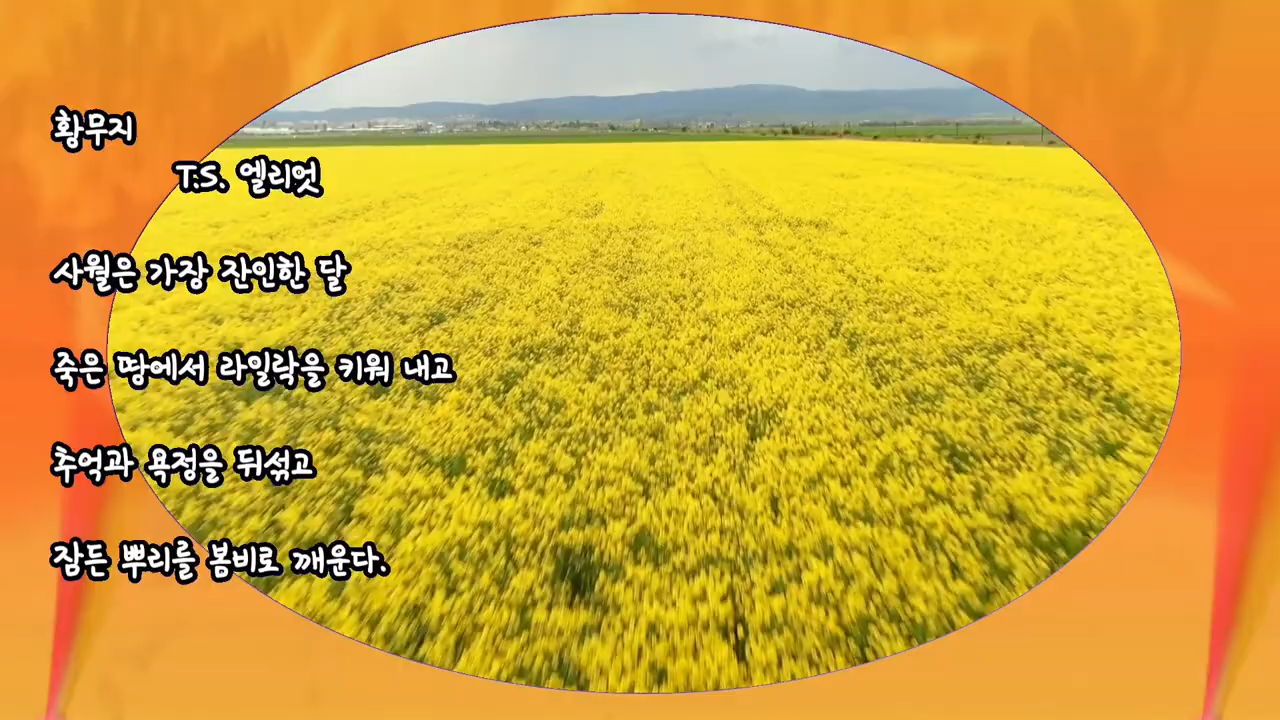 황무지
T.S. 엘리엇
사월은 가장 잔인한 달
죽은 땅에서 라일락을 키워 내고
추억과 욕정을 뒤섞고
잠든 뿌리를 봄비로 깨운다.